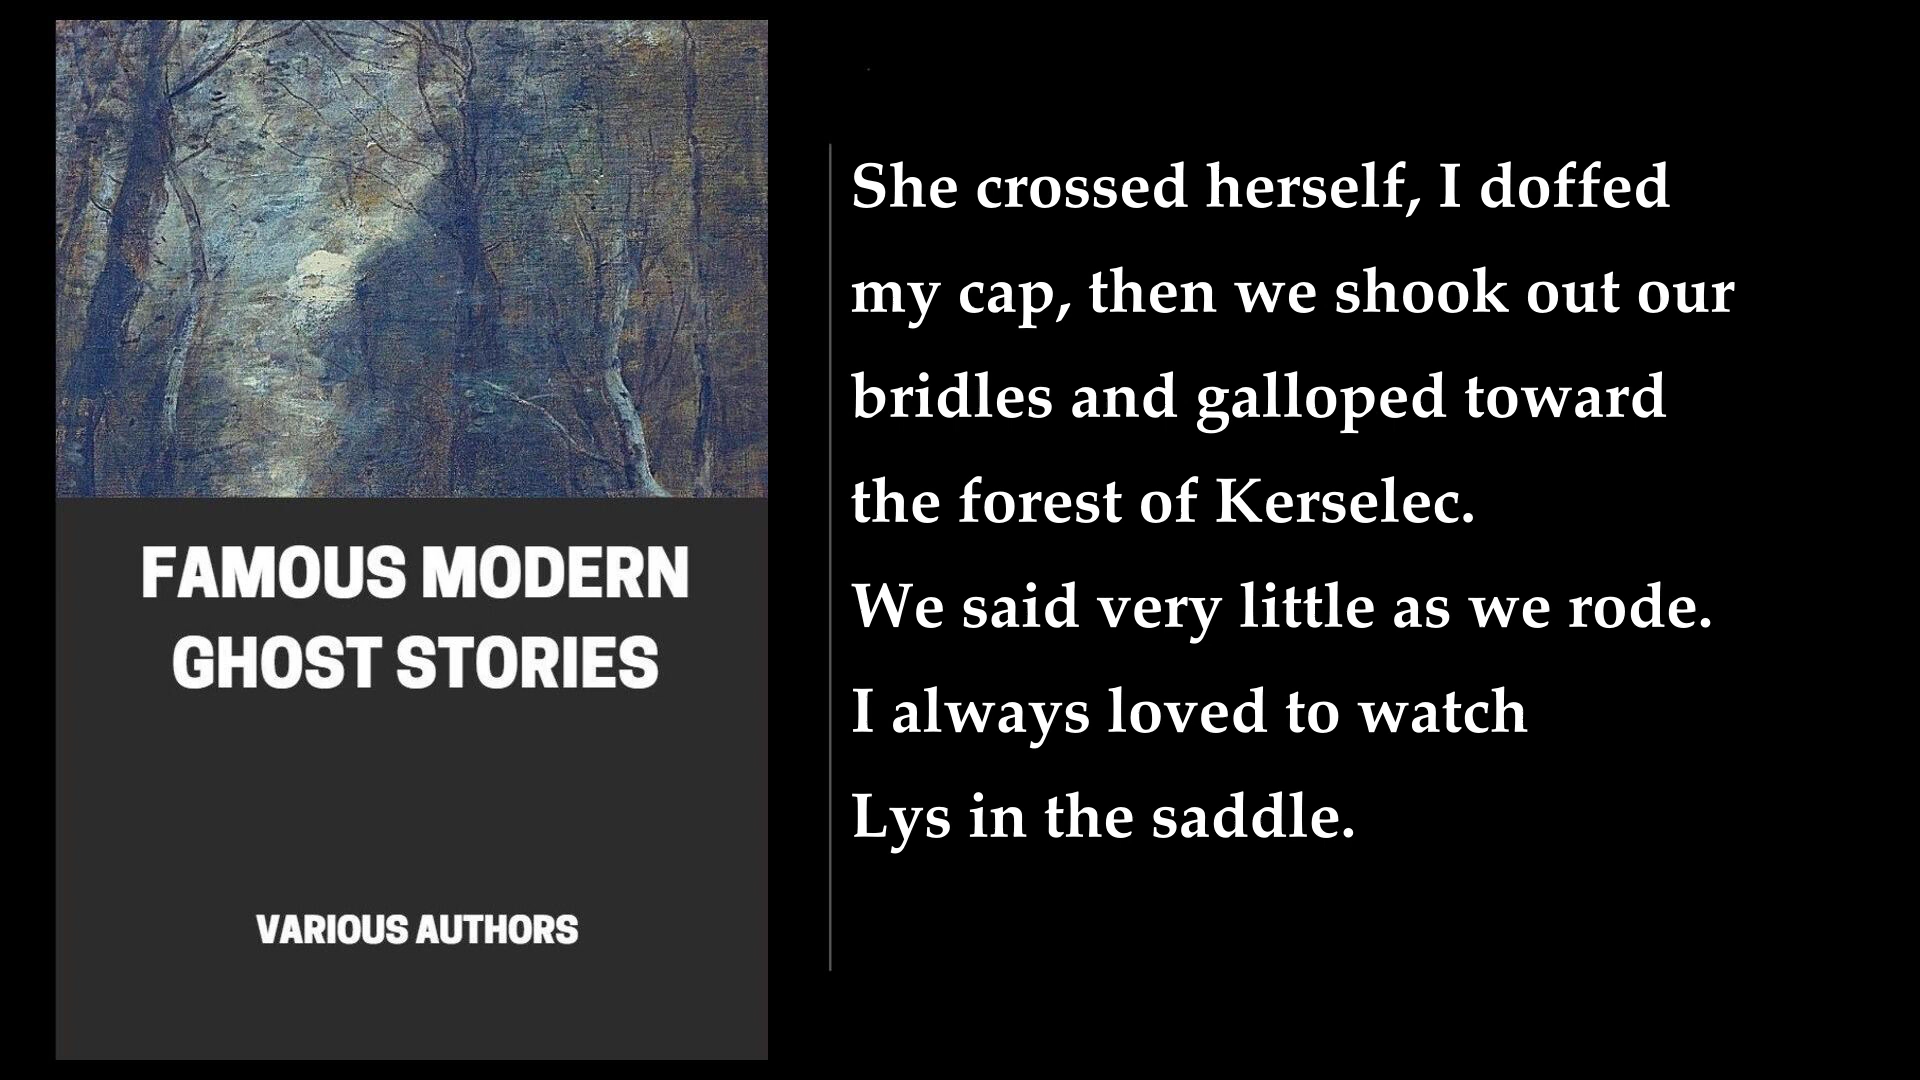 FAMOUS MODERN
GHOST STORIES
VARIOUS AUTHORS
She crossed herself, I doffed
my cap, then we shook out our
bridles and galloped toward
the forest of Kerselec.
We said very little as we rode.
I always loved to watch
Lys in the saddle.